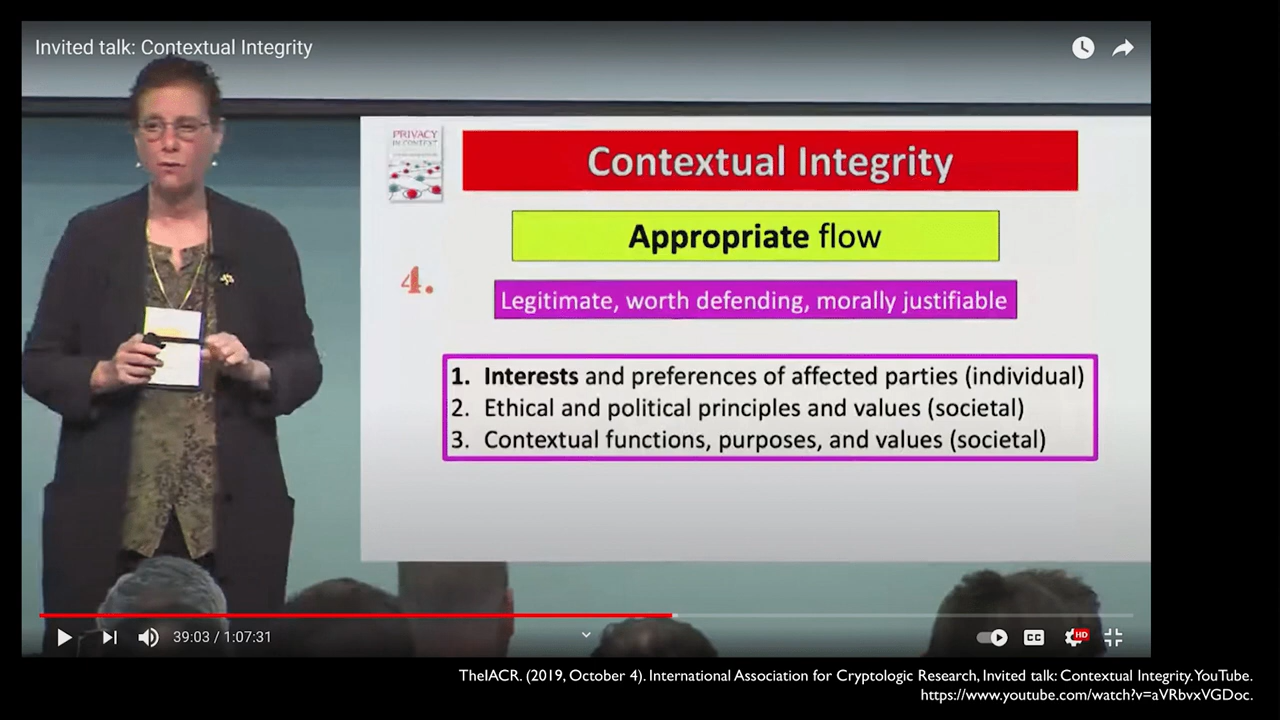 Invited talk: Contextual Integrity
PRIVACY
IN CONTEXT
Contextual Integrity
Appropriate flow
4.
Legitimate, worth defending, morally justifiable
1. Interests and preferences of affected parties (individual)
2. Ethical and political principles and values (societal)
3. Contextual functions, purposes, and values (societal)
39:03 / 1:07:31
CC
HD
TheIACR. (2019, October 4). International Association for Cryptologic Research, Invited talk: Contextual Integrity. YouTube.
https://www.youtube.com/watch?v=aVRbvxVGDoc.